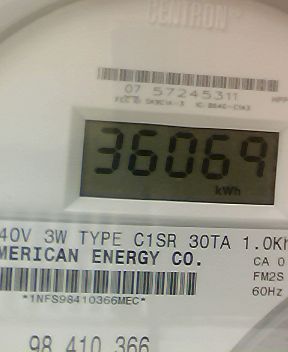 CENTRON®
07 57245311
36069
kWh
40V 3W TYPE C1SR 30TA 1.0Kh
MERICAN ENERGY CO.
CA 0
FM2S
*1NFS98410366MEC*
60Hz
98 410 366